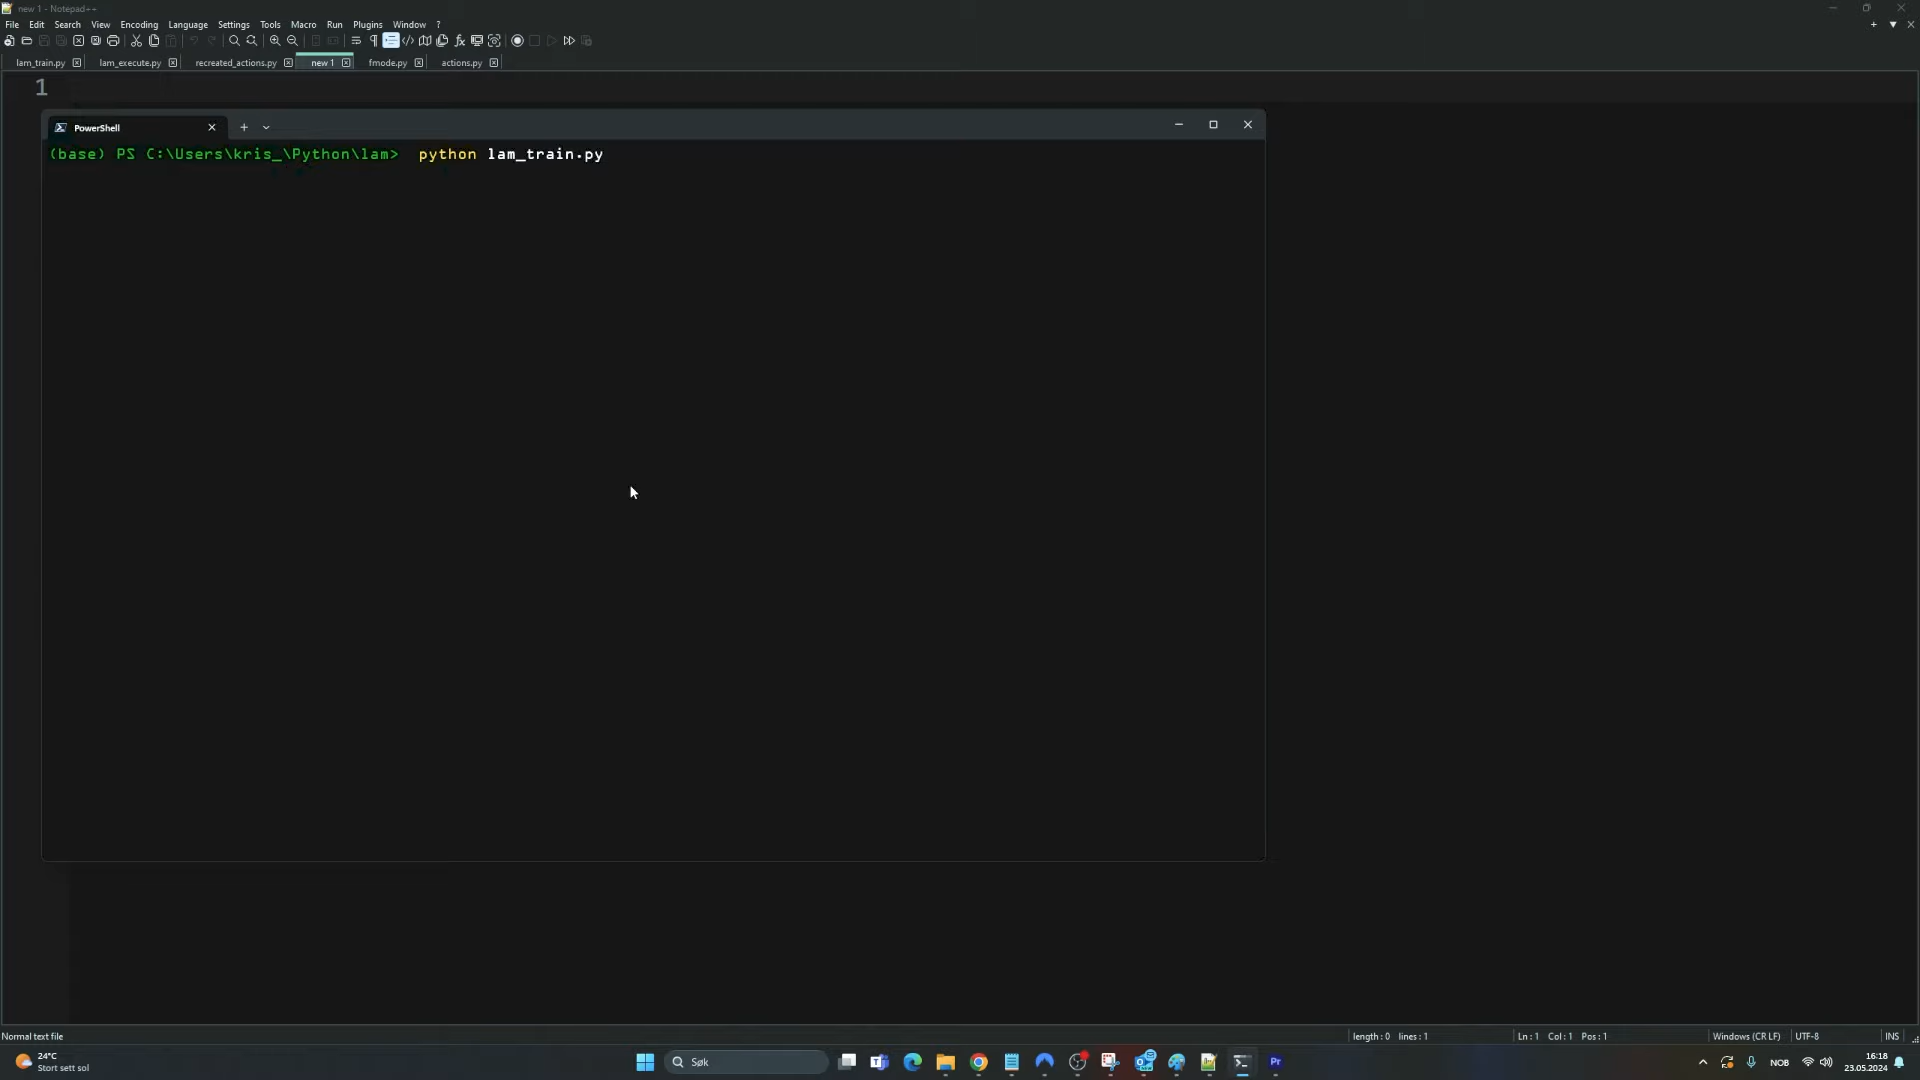 new 1 - Notepad++
File Edit Search View Encoding Language Settings Tools Macro Run Plugins Window ?
lam_train.py lam_execute.py recreated_actions.py new 1 fmode.py actions.py
1
PowerShell
(base) PS C:\Users\kris_\Python\lam> python lam_train.py
Normal text file length : 0 lines : 1 Ln : 1 Col : 1 Pos : 1 Windows (CR LF) UTF-8 INS
24°C
Stort sett sol
Søk
Pr
NOB
16:18
23.05.2024